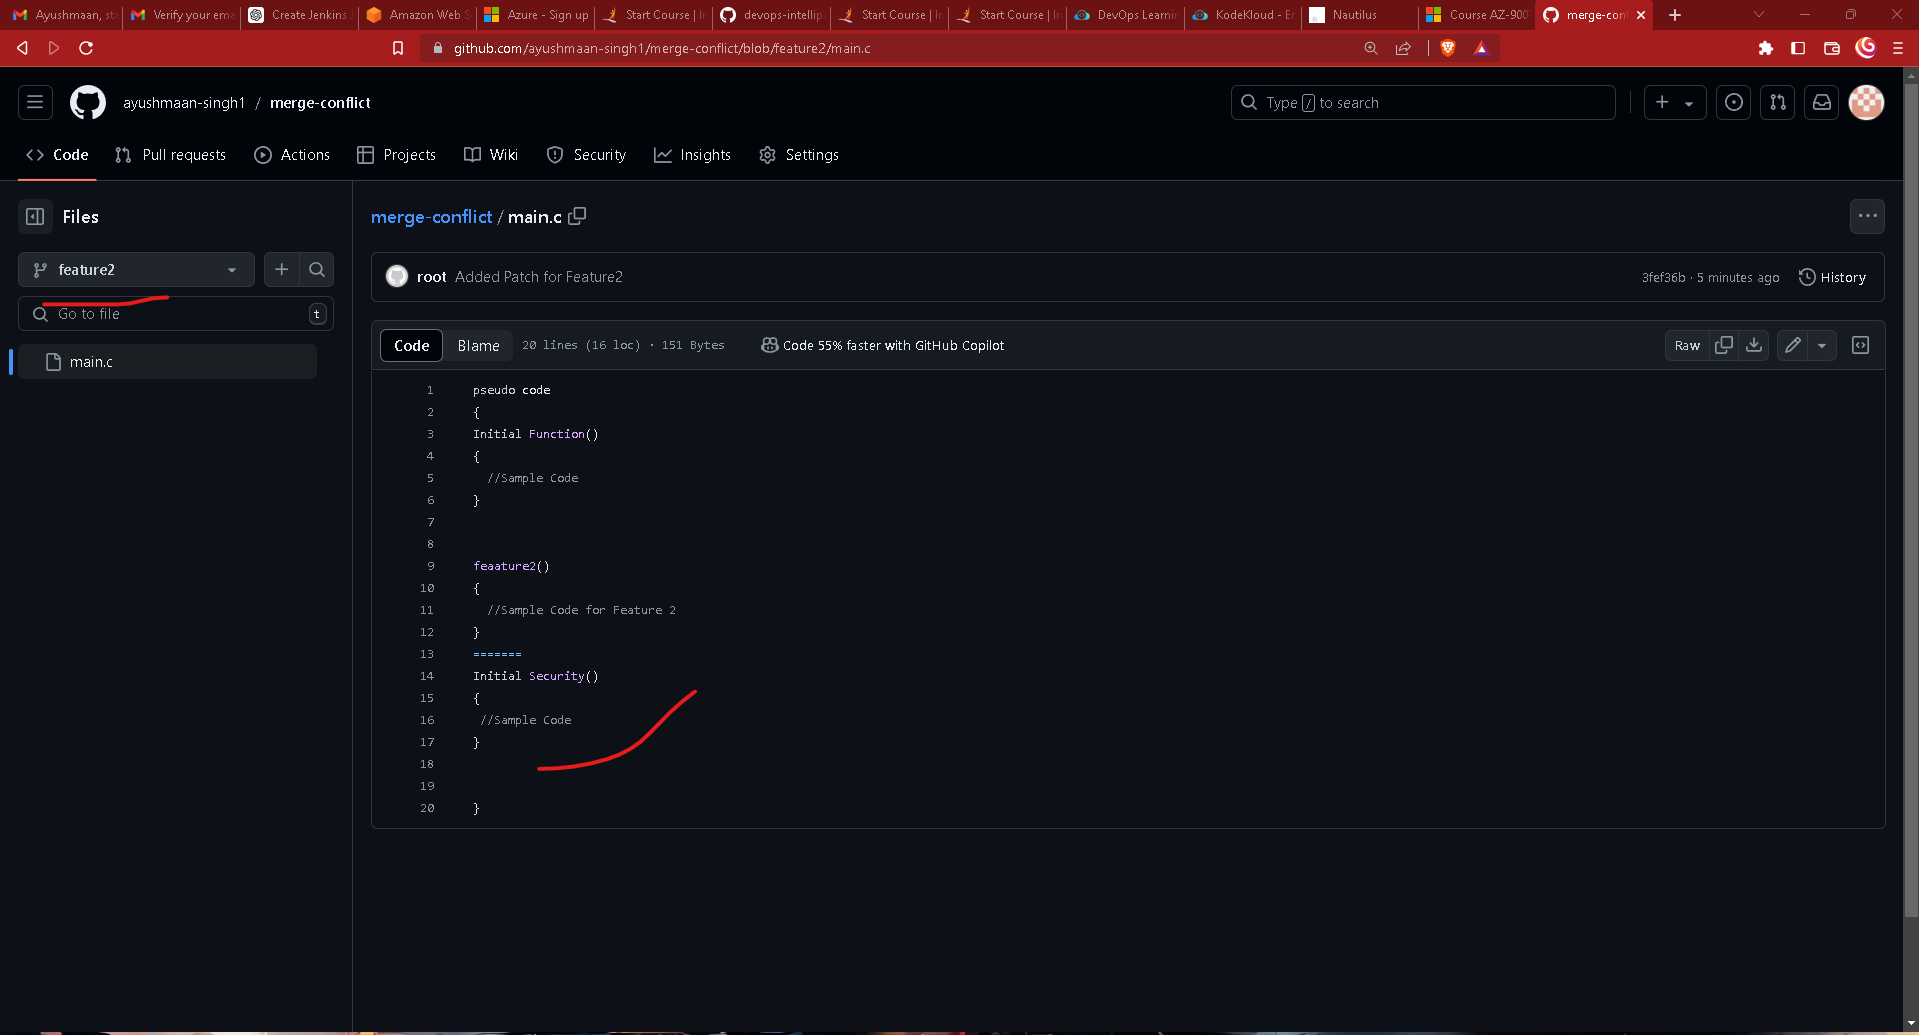 Ayushmaan, sta
Verify your ema
Create Jenkins
Amazon Web S
Azure - Sign up
Start Course | In
devops-intellip
Start Course | In
Start Course | In
DevOps Learnin
KodeKloud - En
Nautilus
Course AZ-900
merge-conf
github.com/ayushmaan-singh1/merge-conflict/blob/feature2/main.c
ayushmaan-singh1 / merge-conflict
Type / to search
Code
Pull requests
Actions
Projects
Wiki
Security
Insights
Settings
Files
feature2
Go to file
t
main.c
merge-conflict / main.c
root Added Patch for Feature2
3fef36b · 5 minutes ago
History
Code
Blame
20 lines (16 loc) · 151 Bytes
Code 55% faster with GitHub Copilot
Raw
1 pseudo code
2 {
3 Initial Function()
4 {
5 //Sample Code
6 }
7
8
9 feaature2()
10 {
11 //Sample Code for Feature 2
12 }
13 =======
14 Initial Security()
15 {
16 //Sample Code
17 }
18
19
20 }